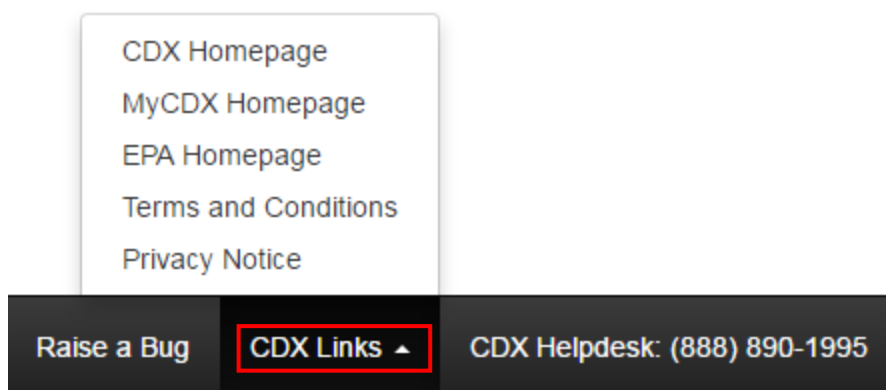 CDX Homepage
MyCDX Homepage
EPA Homepage
Terms and Conditions
Privacy Notice
Raise a Bug CDX Links CDX Helpdesk: (888) 890-1995